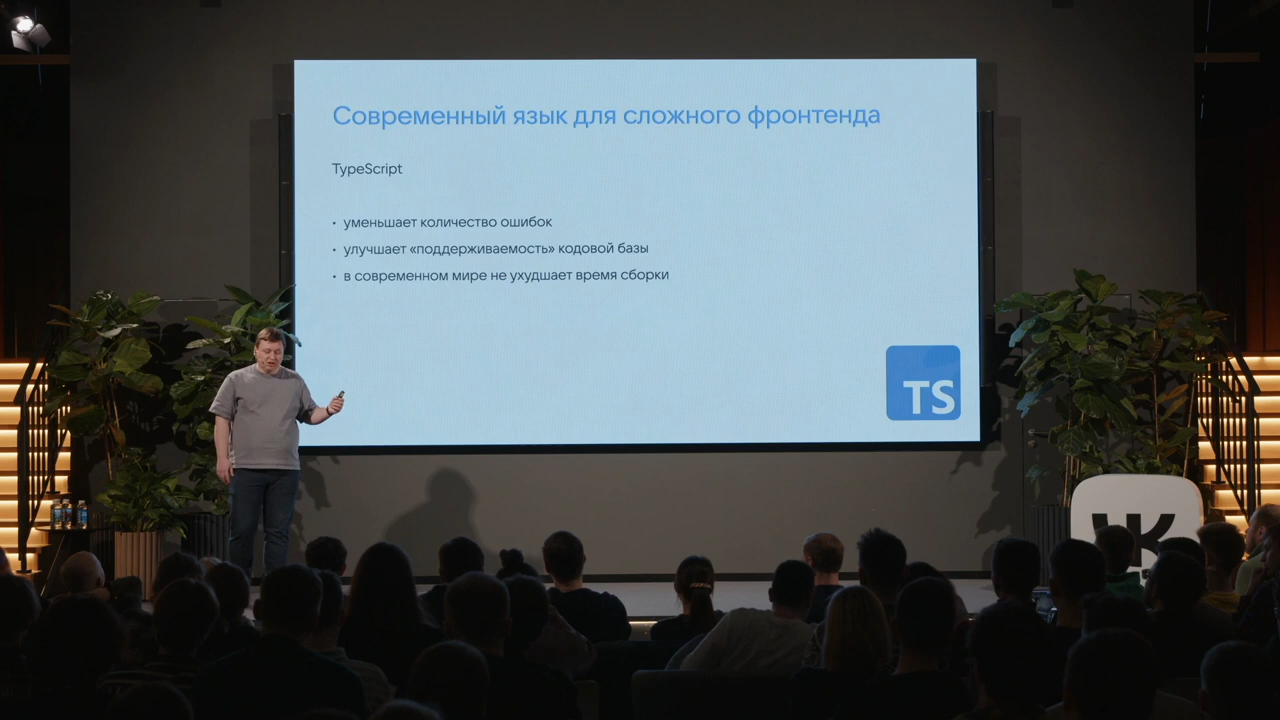 Современный язык для сложного фронтенда
TypeScript
• уменьшает количество ошибок
• улучшает «поддерживаемость» кодовой базы
• в современном мире не ухудшает время сборки
TS